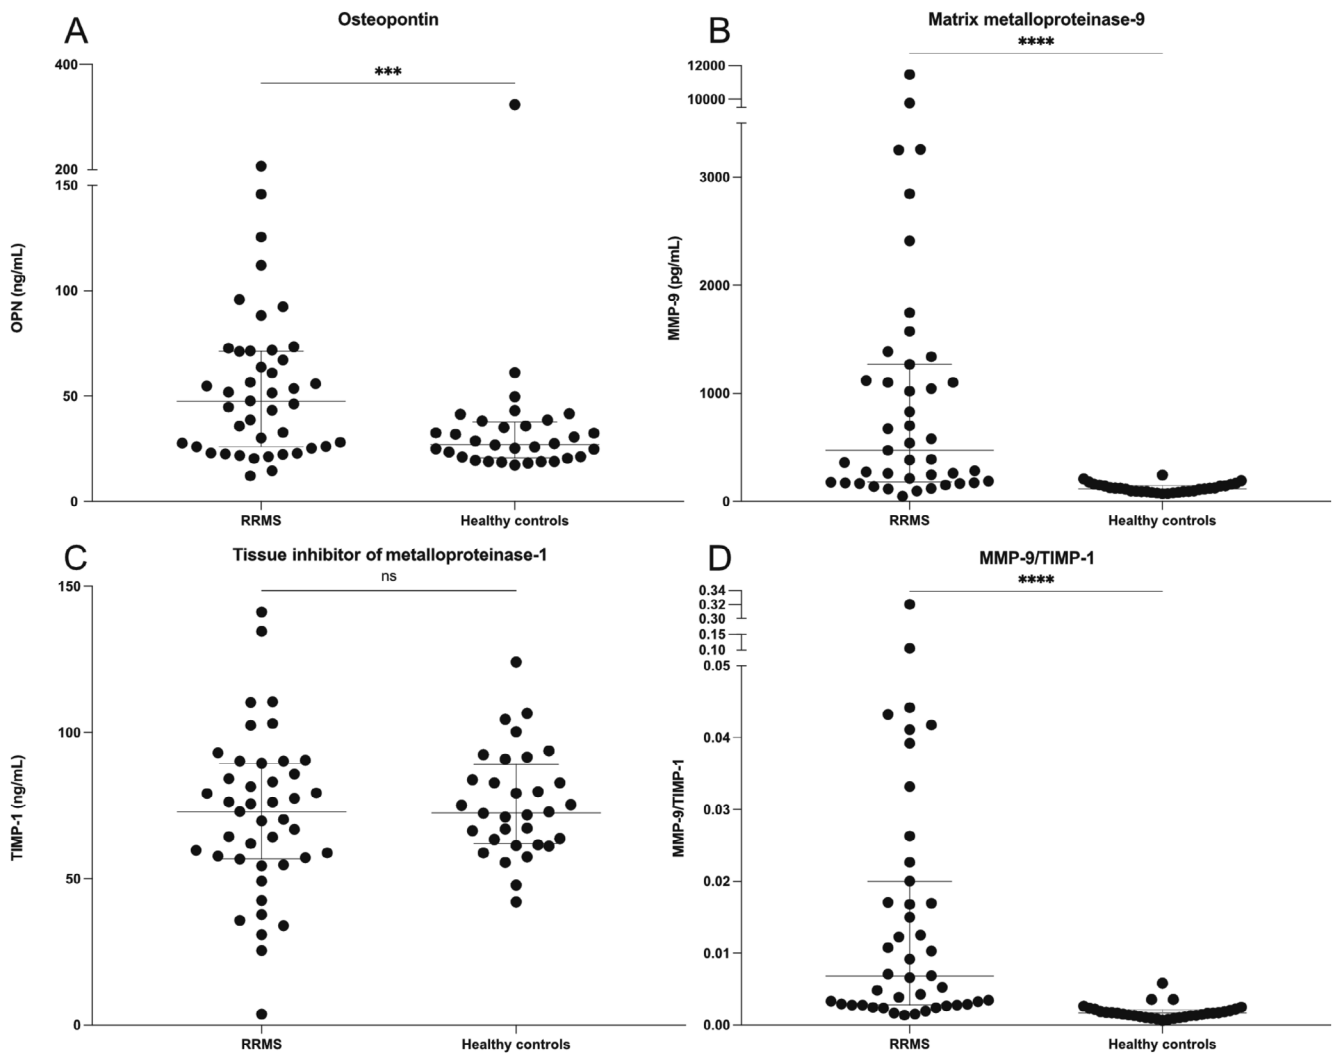 A
Osteopontin
***
400
200
150
100
50
0
OPN (ng/mL)
RRMS
Healthy controls
B
Matrix metalloproteinase-9
****
12000
10000
3000
2000
1000
0
MMP-9 (pg/mL)
RRMS
Healthy controls
C
Tissue inhibitor of metalloproteinase-1
ns
150
100
50
0
TIMP-1 (ng/mL)
RRMS
Healthy controls
D
MMP-9/TIMP-1
****
0.34
0.32
0.30
0.15
0.10
0.05
0.04
0.03
0.02
0.01
0.00
MMP-9/TIMP-1
RRMS
Healthy controls